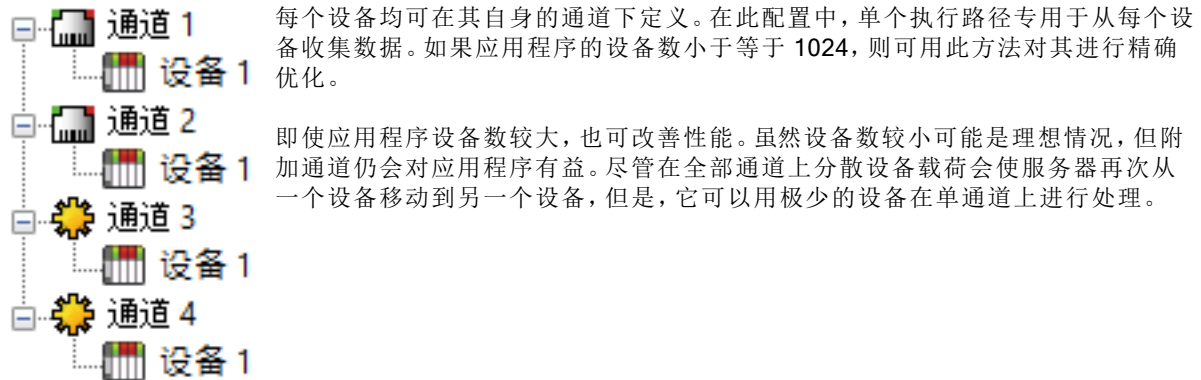 通道 1
设备 1
通道 2
设备 1
通道 3
设备 1
通道 4
设备 1
每个设备均可在其自身的通道下定义。在此配置中，单个执行路径专用于从每个设
备收集数据。如果应用程序的设备数小于等于 1024，则可用此方法对其进行精确
优化。
即使应用程序设备数较大，也可改善性能。虽然设备数较小可能是理想情况，但附
加通道仍会对应用程序有益。尽管在全部通道上分散设备载荷会使服务器再次从
一个设备移动到另一个设备，但是，它可以用极少的设备在单通道上进行处理。